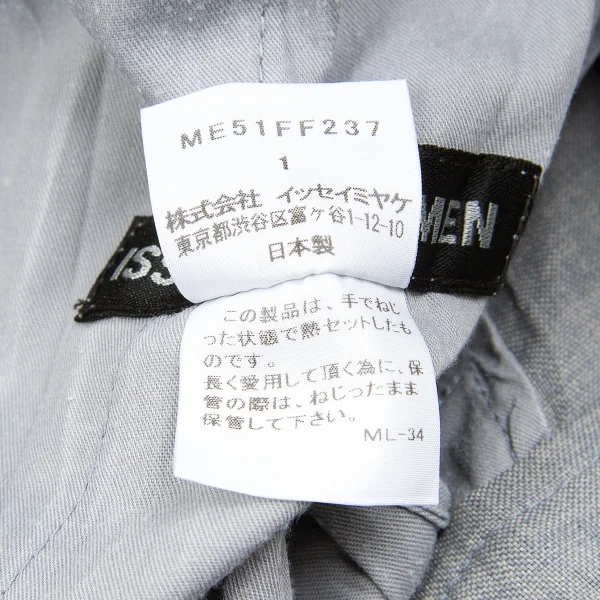 ME51FF237
1
株式会社 イッセイミヤケ
東京都渋谷区富ケ谷1-12-10
日本製
ISS
MEN
この製品は、手でねじ
った状態で熱セットしたも
のです。
長く愛用して頂く為に、保
管の際は、ねじったまま
保管して下さい。
ML-34